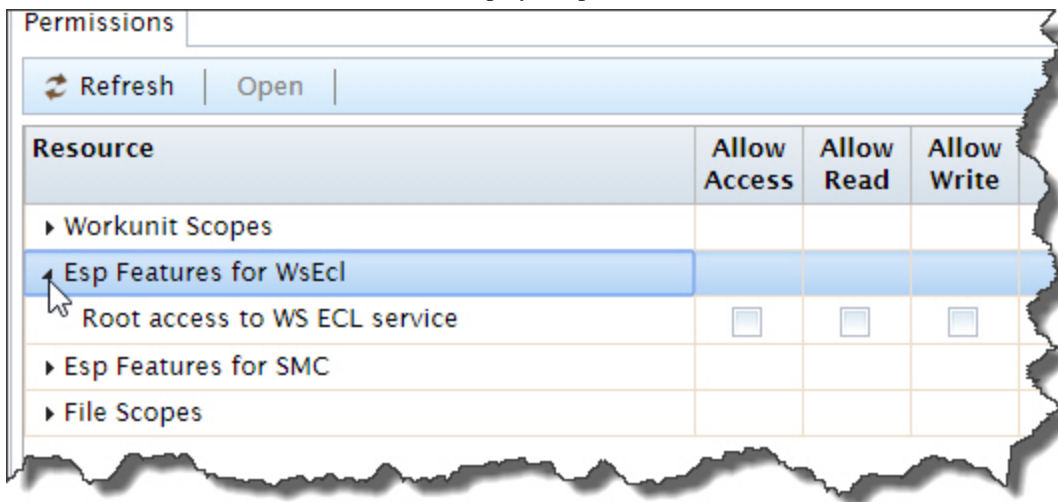 Permissions
Refresh Open
Resource Allow Access Allow Read Allow Write
Workunit Scopes
Esp Features for WsEcl
Root access to WS ECL service
Esp Features for SMC
File Scopes